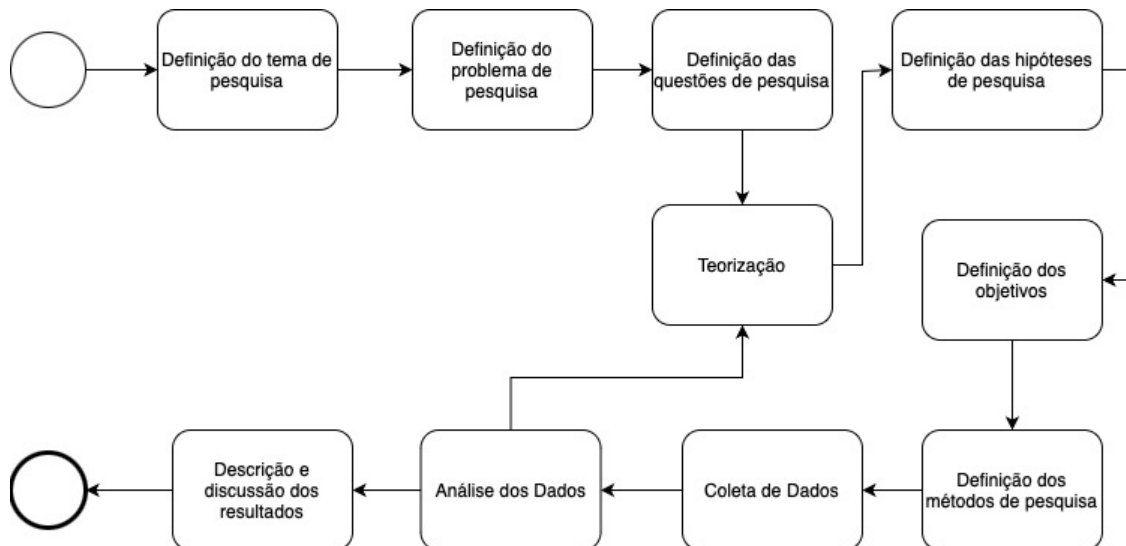 Definição do tema de
pesquisa
Definição do
problema de
pesquisa
Definição das
questões de pesquisa
Definição das hipóteses
de pesquisa
Teorização
Definição dos
objetivos
Descrição e
discussão dos
resultados
Análise dos Dados
Coleta de Dados
Definição dos
métodos de pesquisa